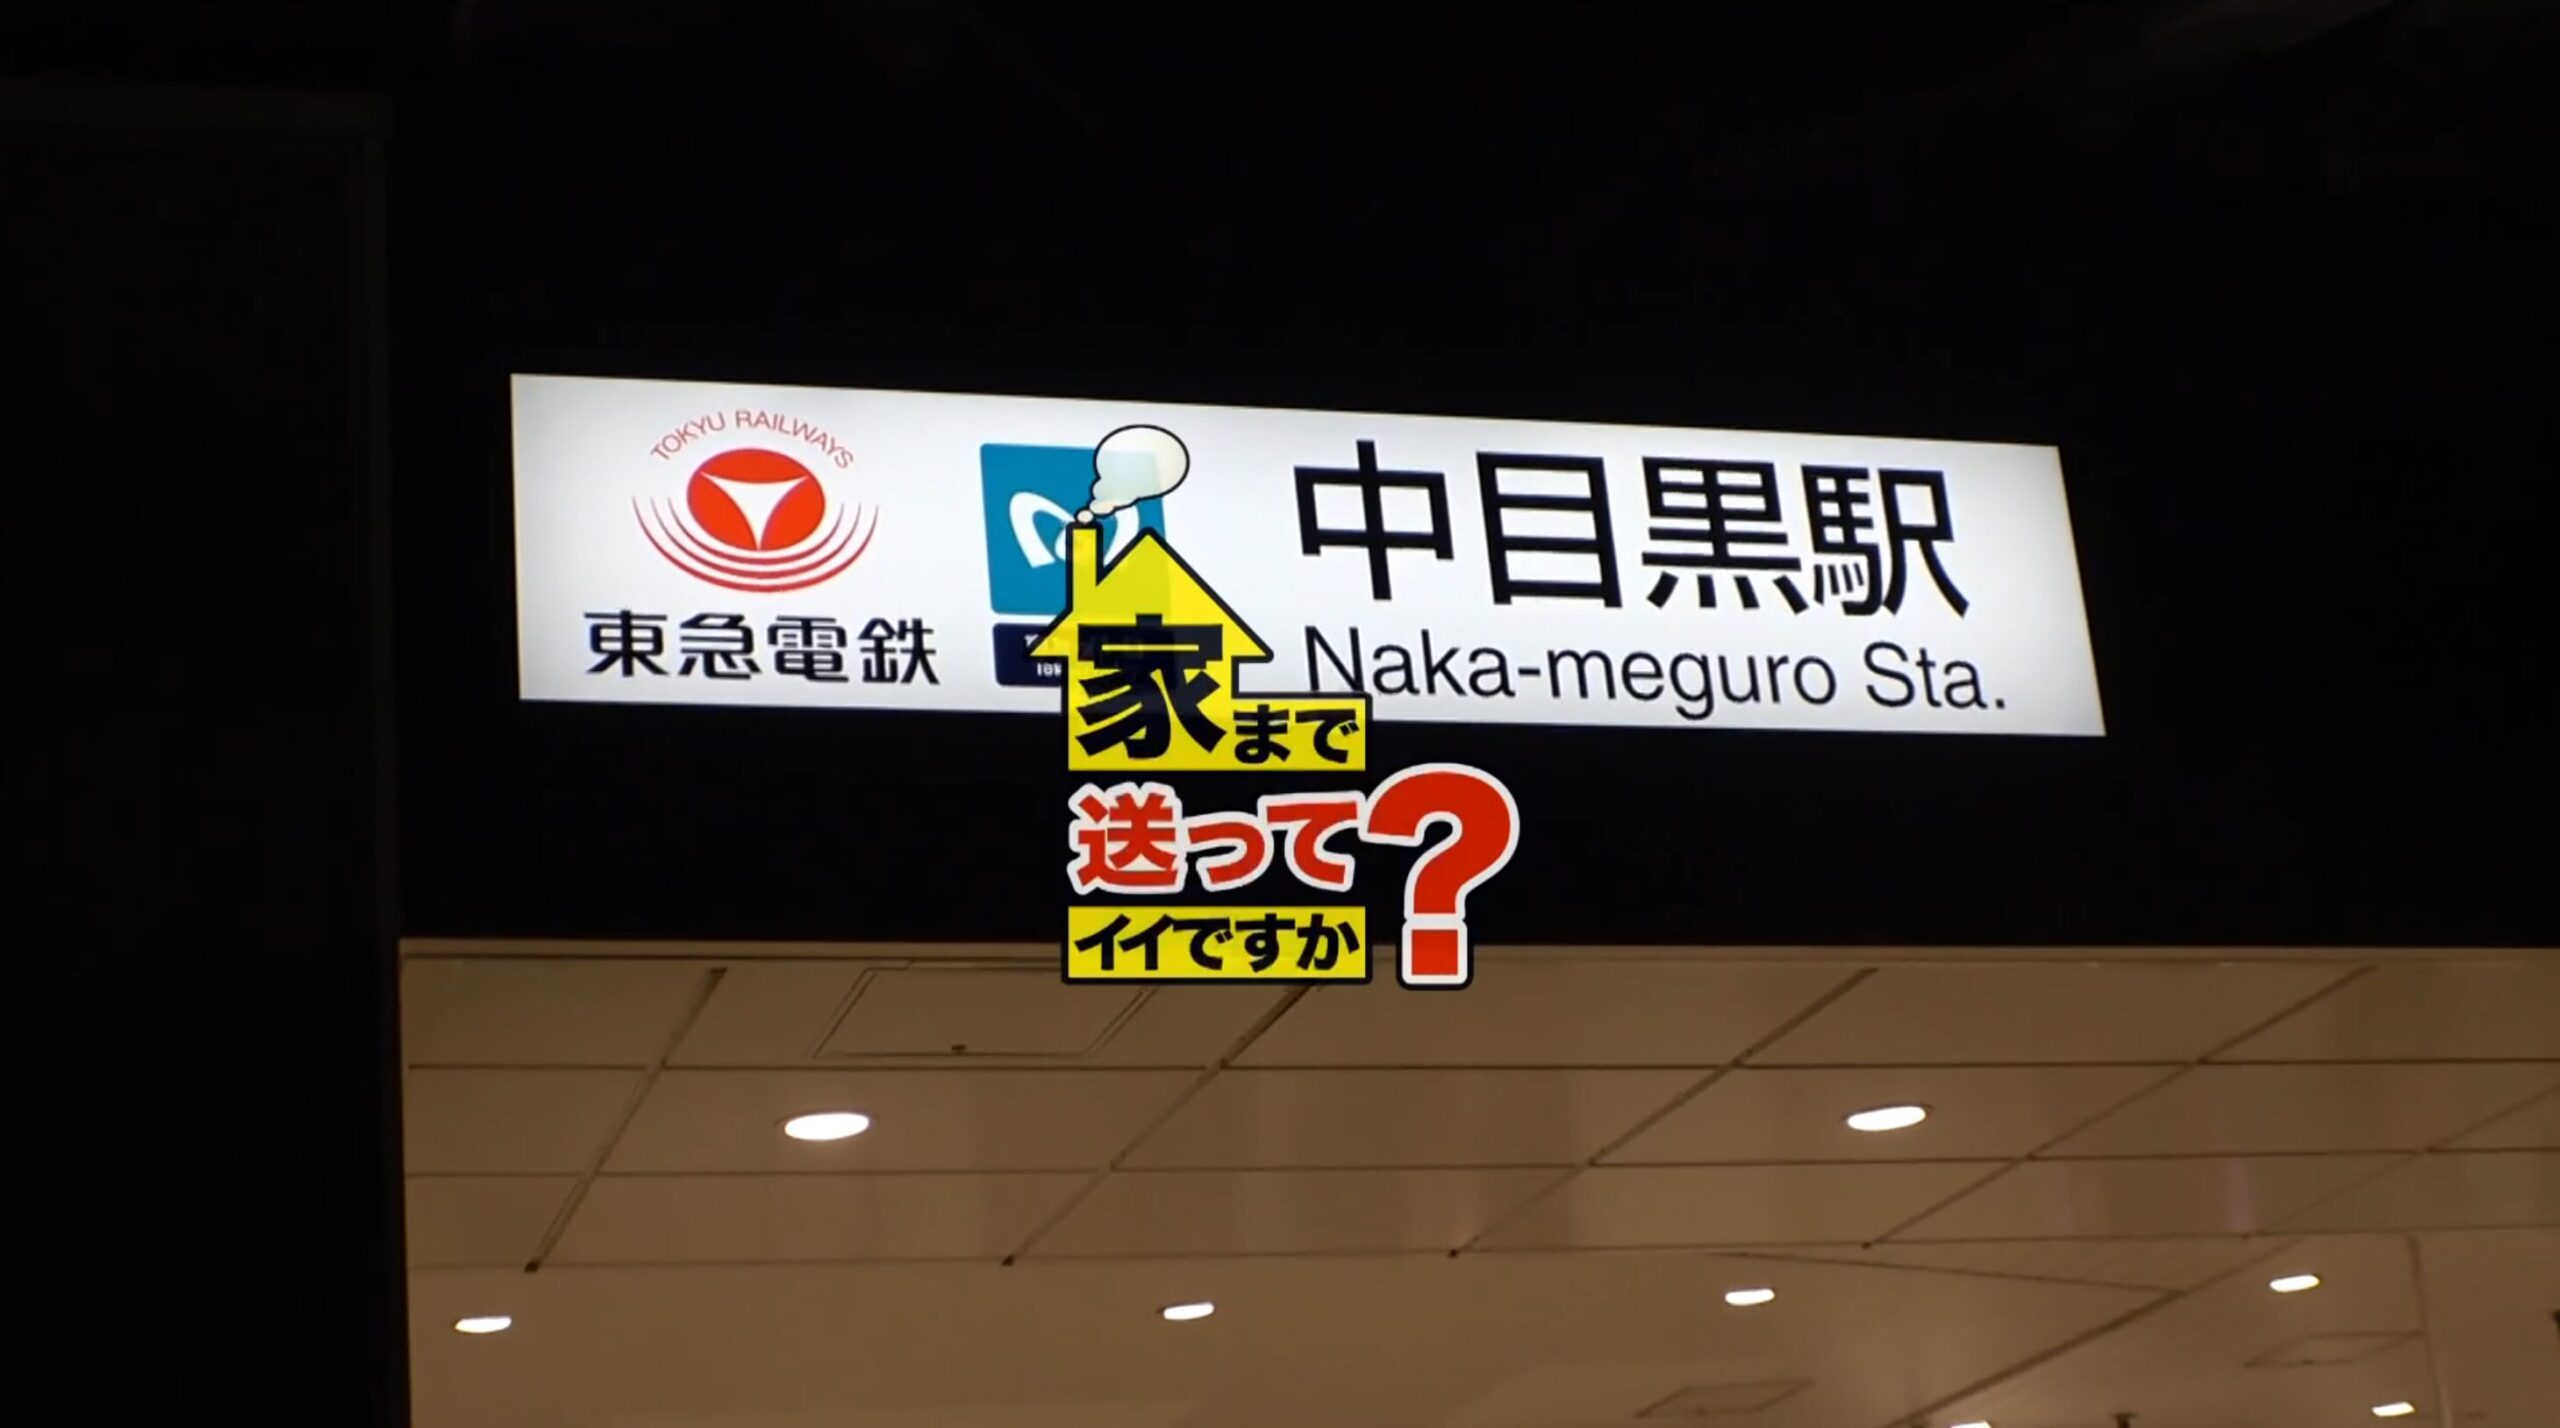 TOKYU RAILWAYS
東急電鉄
中目黒駅
Naka-meguro Sta.
家まで
送って
イイですか?